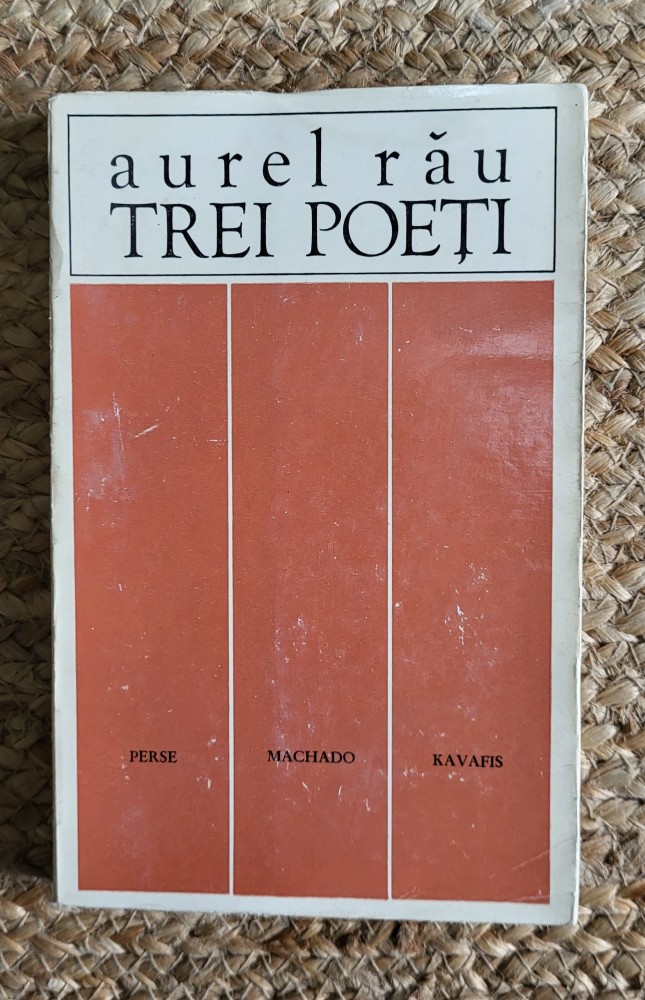 aurel rău
TREI POEȚI
PERSE
MACHADO
KAVAFIS